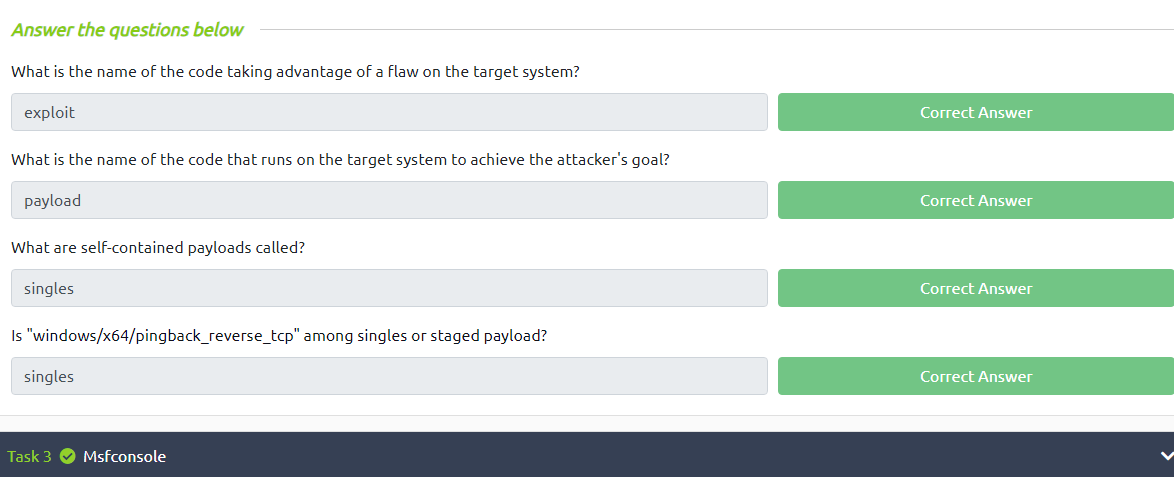 Answer the questions below
What is the name of the code taking advantage of a flaw on the target system?
exploit
Correct Answer
What is the name of the code that runs on the target system to achieve the attacker's goal?
payload
Correct Answer
What are self-contained payloads called?
singles
Correct Answer
Is "windows/x64/pingback_reverse_tcp" among singles or staged payload?
singles
Correct Answer
Task 3 Msfconsole